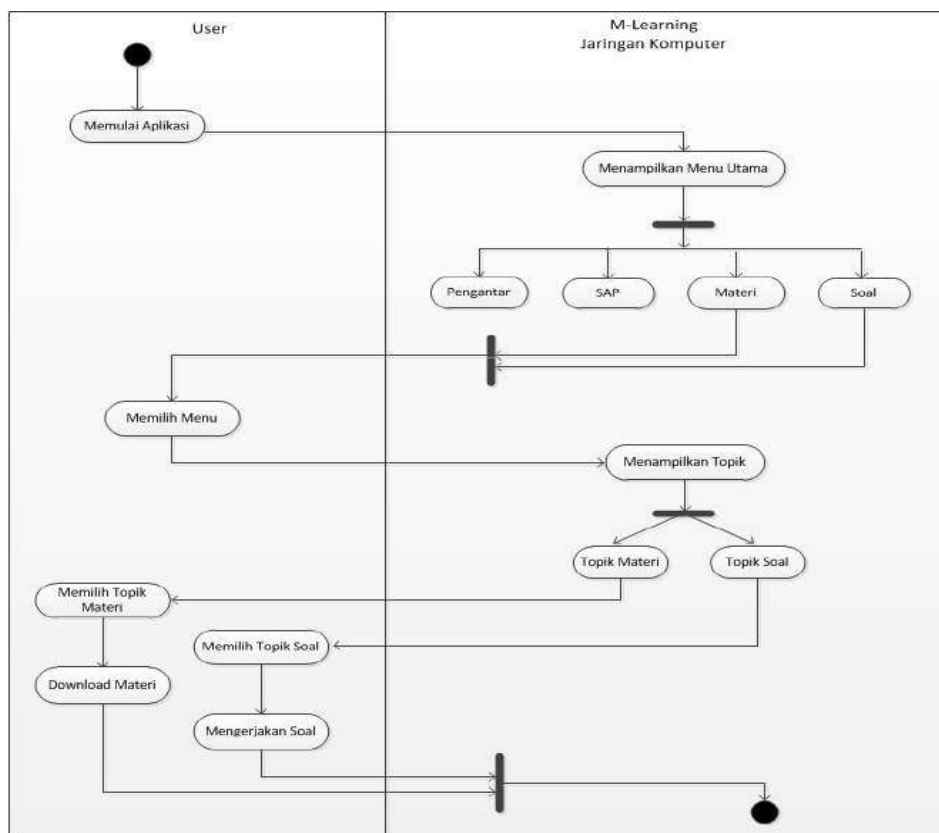 User
M-Learning
Jaringan Komputer
Memulai Aplikasi
Menampilkan Menu Utama
Pengantar
SAP
Materi
Soal
Memilih Menu
Menampilkan Topik
Topik Materi
Topik Soal
Memilih Topik
Materi
Memilih Topik Soal
Download Materi
Mengerjakan Soal